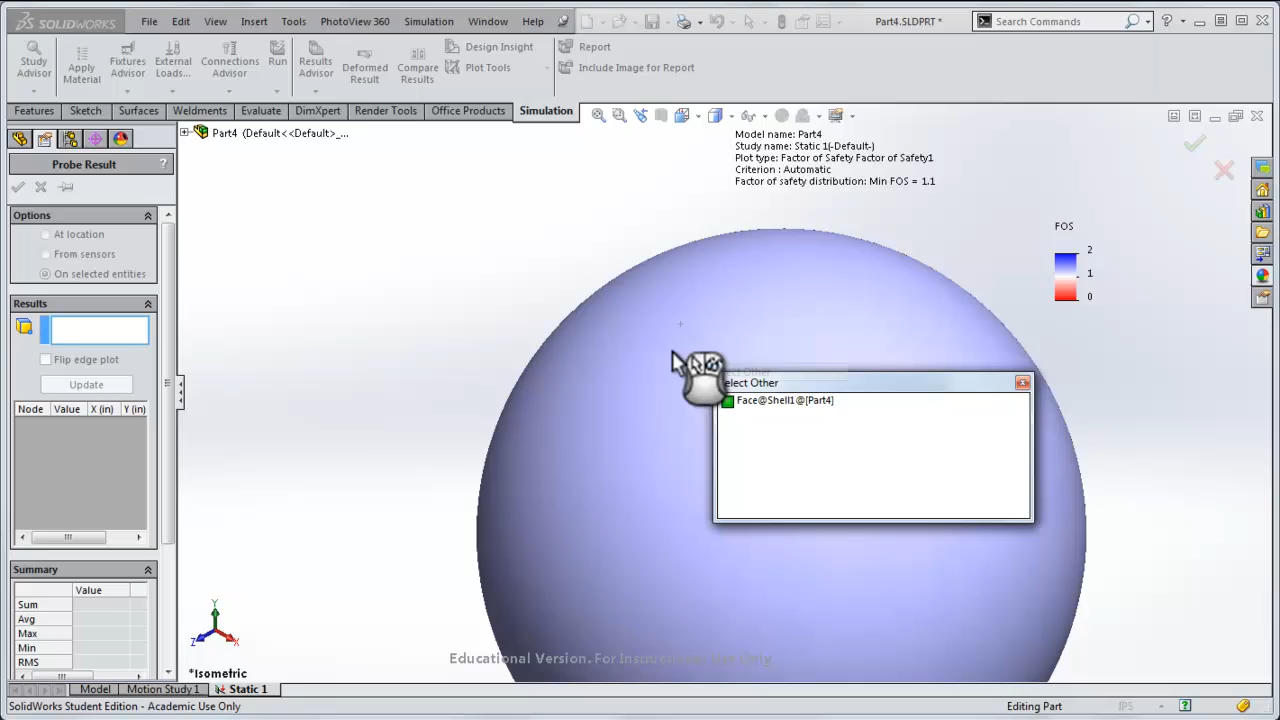 SOLIDWORKS
File Edit View Insert Tools PhotoView 360 Simulation Window Help
Part4.SLDPRT *
Search Commands
Study Advisor
Apply Material
Fixtures Advisor
External Loads...
Connections Advisor
Run
Results Advisor
Deformed Result
Compare Results
Design Insight
Plot Tools
Report
Include Image for Report
Features Sketch Surfaces Weldments Evaluate DimXpert Render Tools Office Products Simulation
Part4 (Default<<Default>_...
Model name: Part4
Study name: Static 1(-Default-)
Plot type: Factor of Safety Factor of Safety1
Criterion : Automatic
Factor of safety distribution: Min FOS = 1.1
Probe Result ?
Options
At location
From sensors
On selected entities
Results
Flip edge plot
Update
Node Value X (in) Y (in)
Summary
Value
Sum
Avg
Max
Min
RMS
FOS
2
1
0
elect Other
Face@Shell1@[Part4]
Y
Z
X
*Isometric
Educational Version. For Instructional Use Only
Model Motion Study 1 Static 1
SolidWorks Student Edition - Academic Use Only
Editing Part
IPS